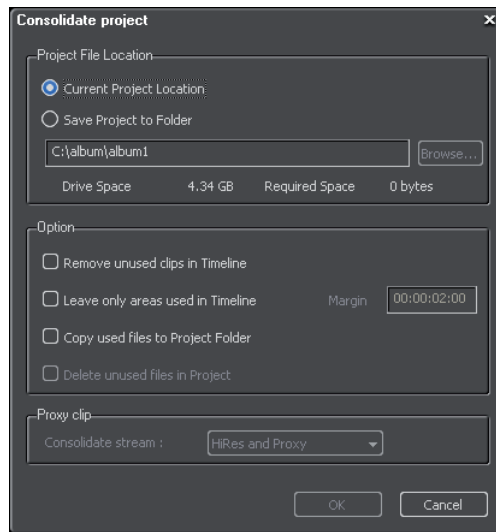 Consolidate project
Project File Location
Current Project Location
Save Project to Folder
C:\album\album1
Browse...
Drive Space 4.34 GB Required Space 0 bytes
Option
Remove unused clips in Timeline
Leave only areas used in Timeline Margin 00:00:02:00
Copy used files to Project Folder
Delete unused files in Project
Proxy clip
Consolidate stream : HiRes and Proxy
OK Cancel